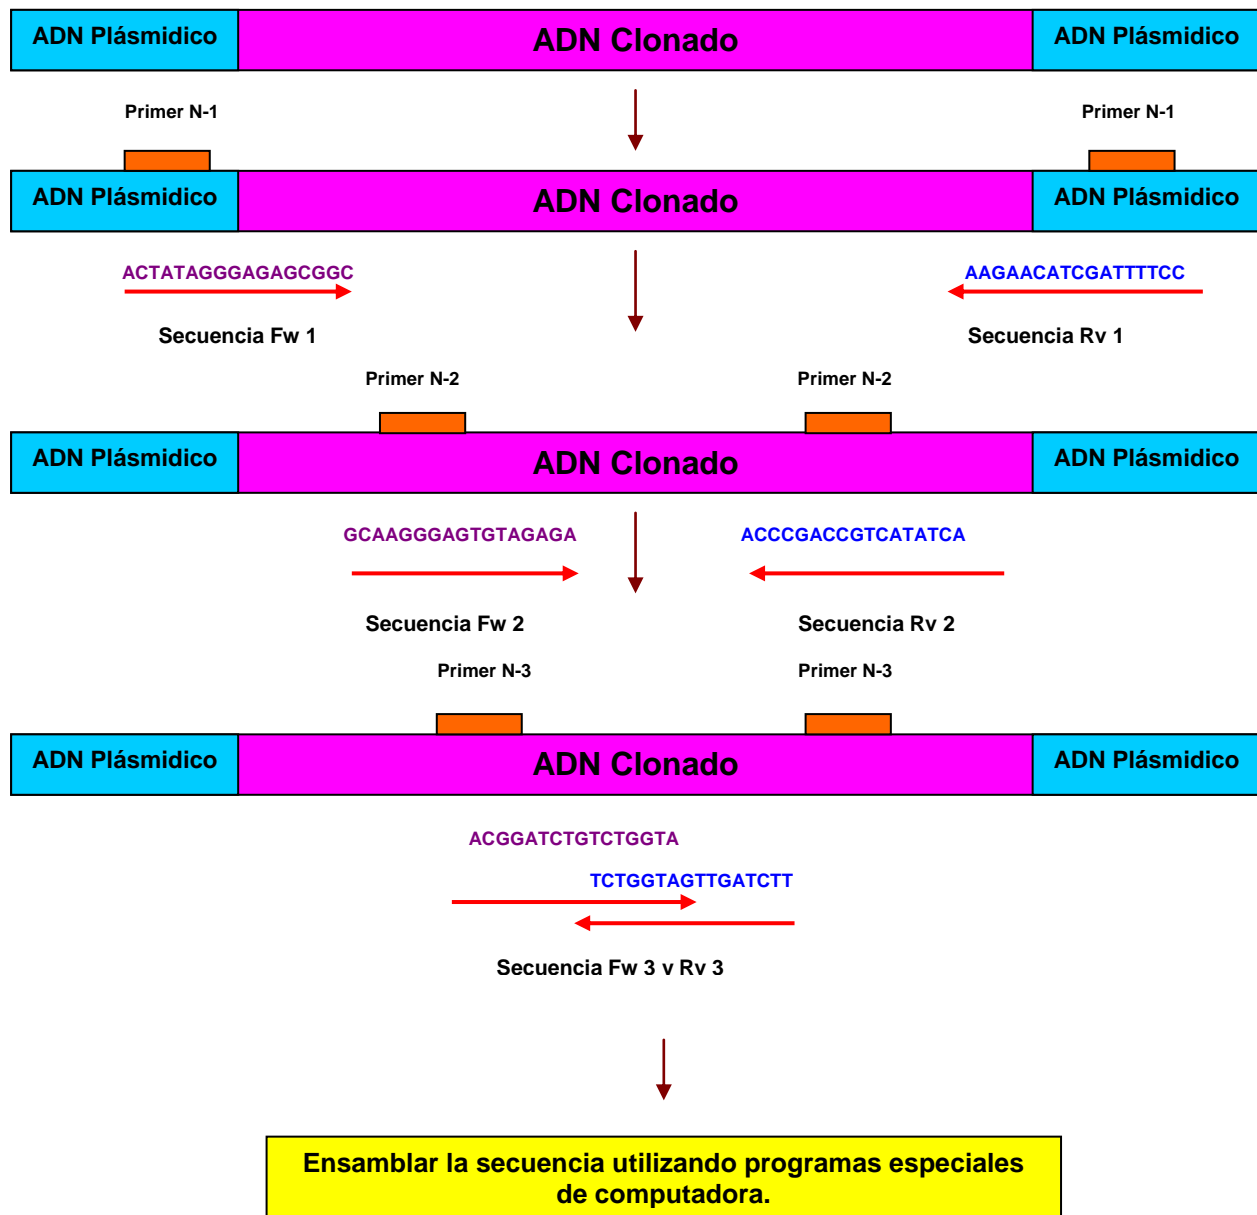 ADN Plásmidico ADN Clonado ADN Plásmidico
Primer N-1 Primer N-1
ADN Plásmidico ADN Clonado ADN Plásmidico
ACTATAGGGAGAGCGGC AAGAACATCGATTTTCC
Secuencia Fw 1 Secuencia Rv 1
Primer N-2 Primer N-2
ADN Plásmidico ADN Clonado ADN Plásmidico
GCAAGGGAGTGTAGAGA ACCCGACCGTCATATCA
Secuencia Fw 2 Secuencia Rv 2
Primer N-3 Primer N-3
ADN Plásmidico ADN Clonado ADN Plásmidico
ACGGATCTGTCTGGTA
TCTGGTAGTTGATCTT
Secuencia Fw 3 v Rv 3
Ensamblar la secuencia utilizando programas especiales
de computadora.